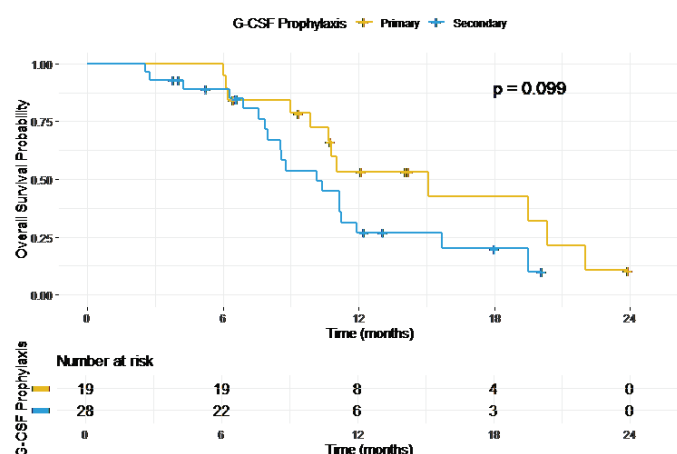 G-CSF Prophylaxis Primary Secondary
1.00
p = 0.099
0.75
0.50
0.25
0.00
Overall Survival Probability
0 6 12 18 24
Time (months)
Number at risk
G-CSF Prophylaxis
19 19 8 4 0
28 22 6 3 0
0 6 12 18 24
Time (months)